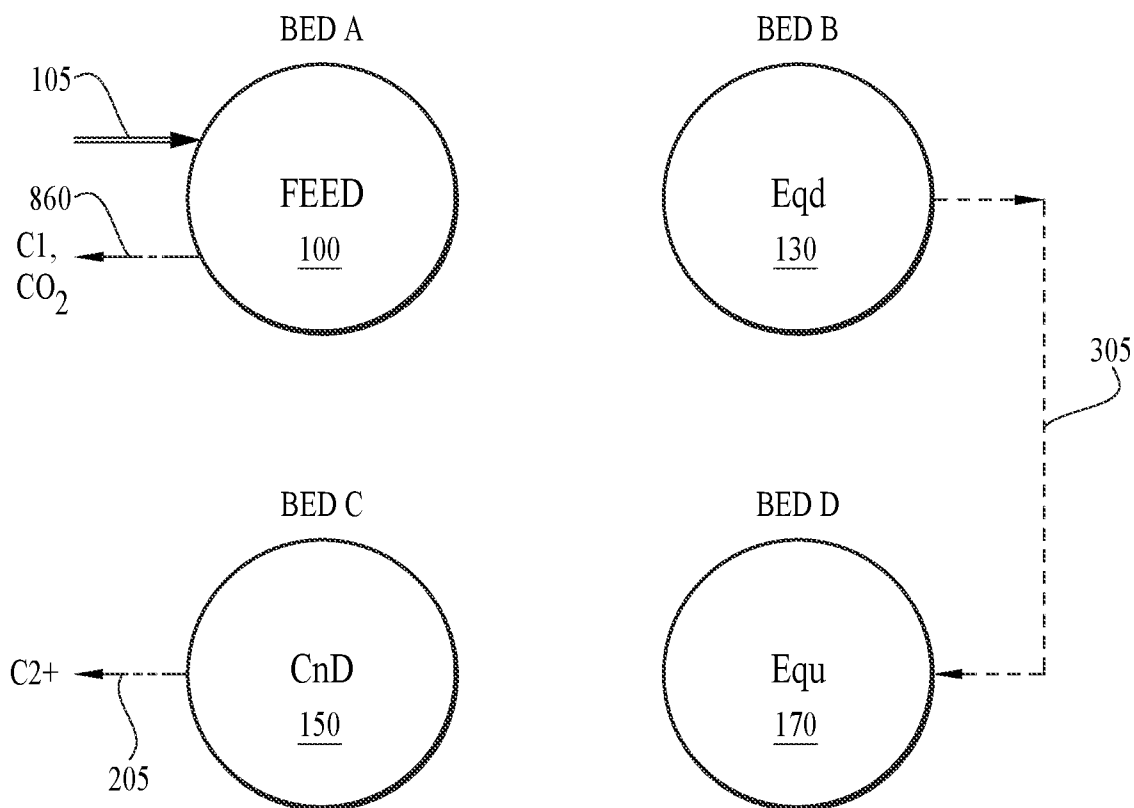 BED A
BED B
105
FEED
100
860
C1,
CO2
Eqd
130
305
BED C
BED D
C2+
CnD
150
205
Equ
170